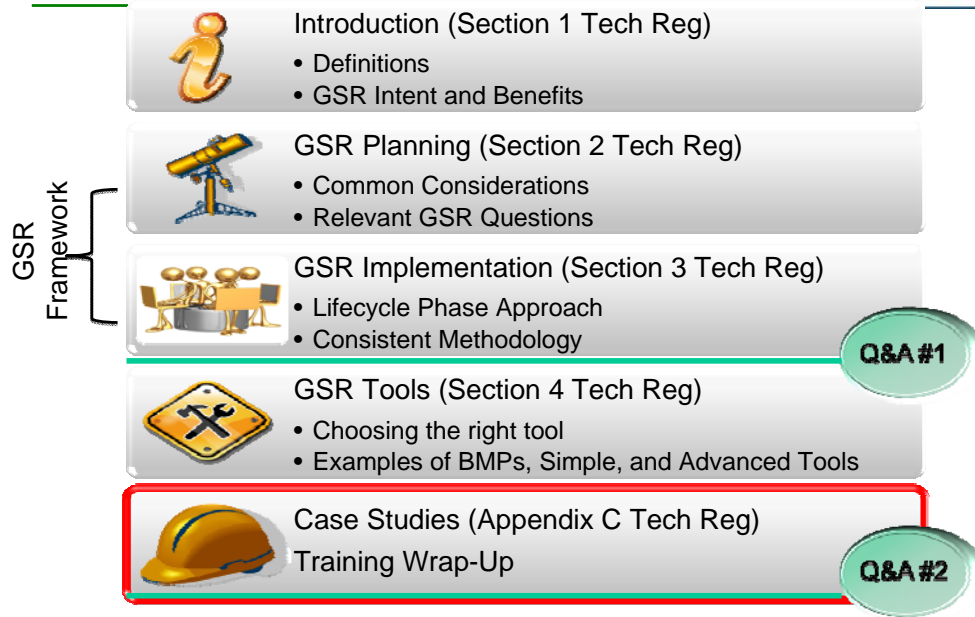 Introduction (Section 1 Tech Reg)
• Definitions
• GSR Intent and Benefits
GSR Planning (Section 2 Tech Reg)
• Common Considerations
• Relevant GSR Questions
GSR
Framework
GSR Implementation (Section 3 Tech Reg)
• Lifecycle Phase Approach
• Consistent Methodology
Q&A #1
GSR Tools (Section 4 Tech Reg)
• Choosing the right tool
• Examples of BMPs, Simple, and Advanced Tools
Case Studies (Appendix C Tech Reg)
Training Wrap-Up
Q&A #2